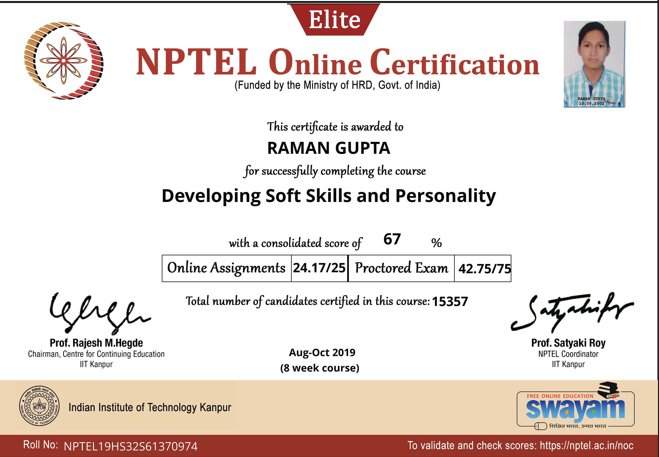 Elite
NPTEL Online Certification
(Funded by the Ministry of HRD, Govt. of India)
RAMAN GUPTA
This certificate is awarded to
RAMAN GUPTA
for successfully completing the course
Developing Soft Skills and Personality
with a consolidated score of 67 %
Online Assignments 24.17/25 Proctored Exam 42.75/75
Total number of candidates certified in this course: 15357
Prof. Rajesh M.Hegde
Chairman, Centre for Continuing Education
IIT Kanpur
Aug-Oct 2019
(8 week course)
Prof. Satyaki Roy
NPTEL Coordinator
IIT Kanpur
Indian Institute of Technology Kanpur
FREE ONLINE EDUCATION
swayam
शिक्षित भारत, उन्नत भारत
Roll No: NPTEL19HS32S61370974
To validate and check scores: https://nptel.ac.in/noc